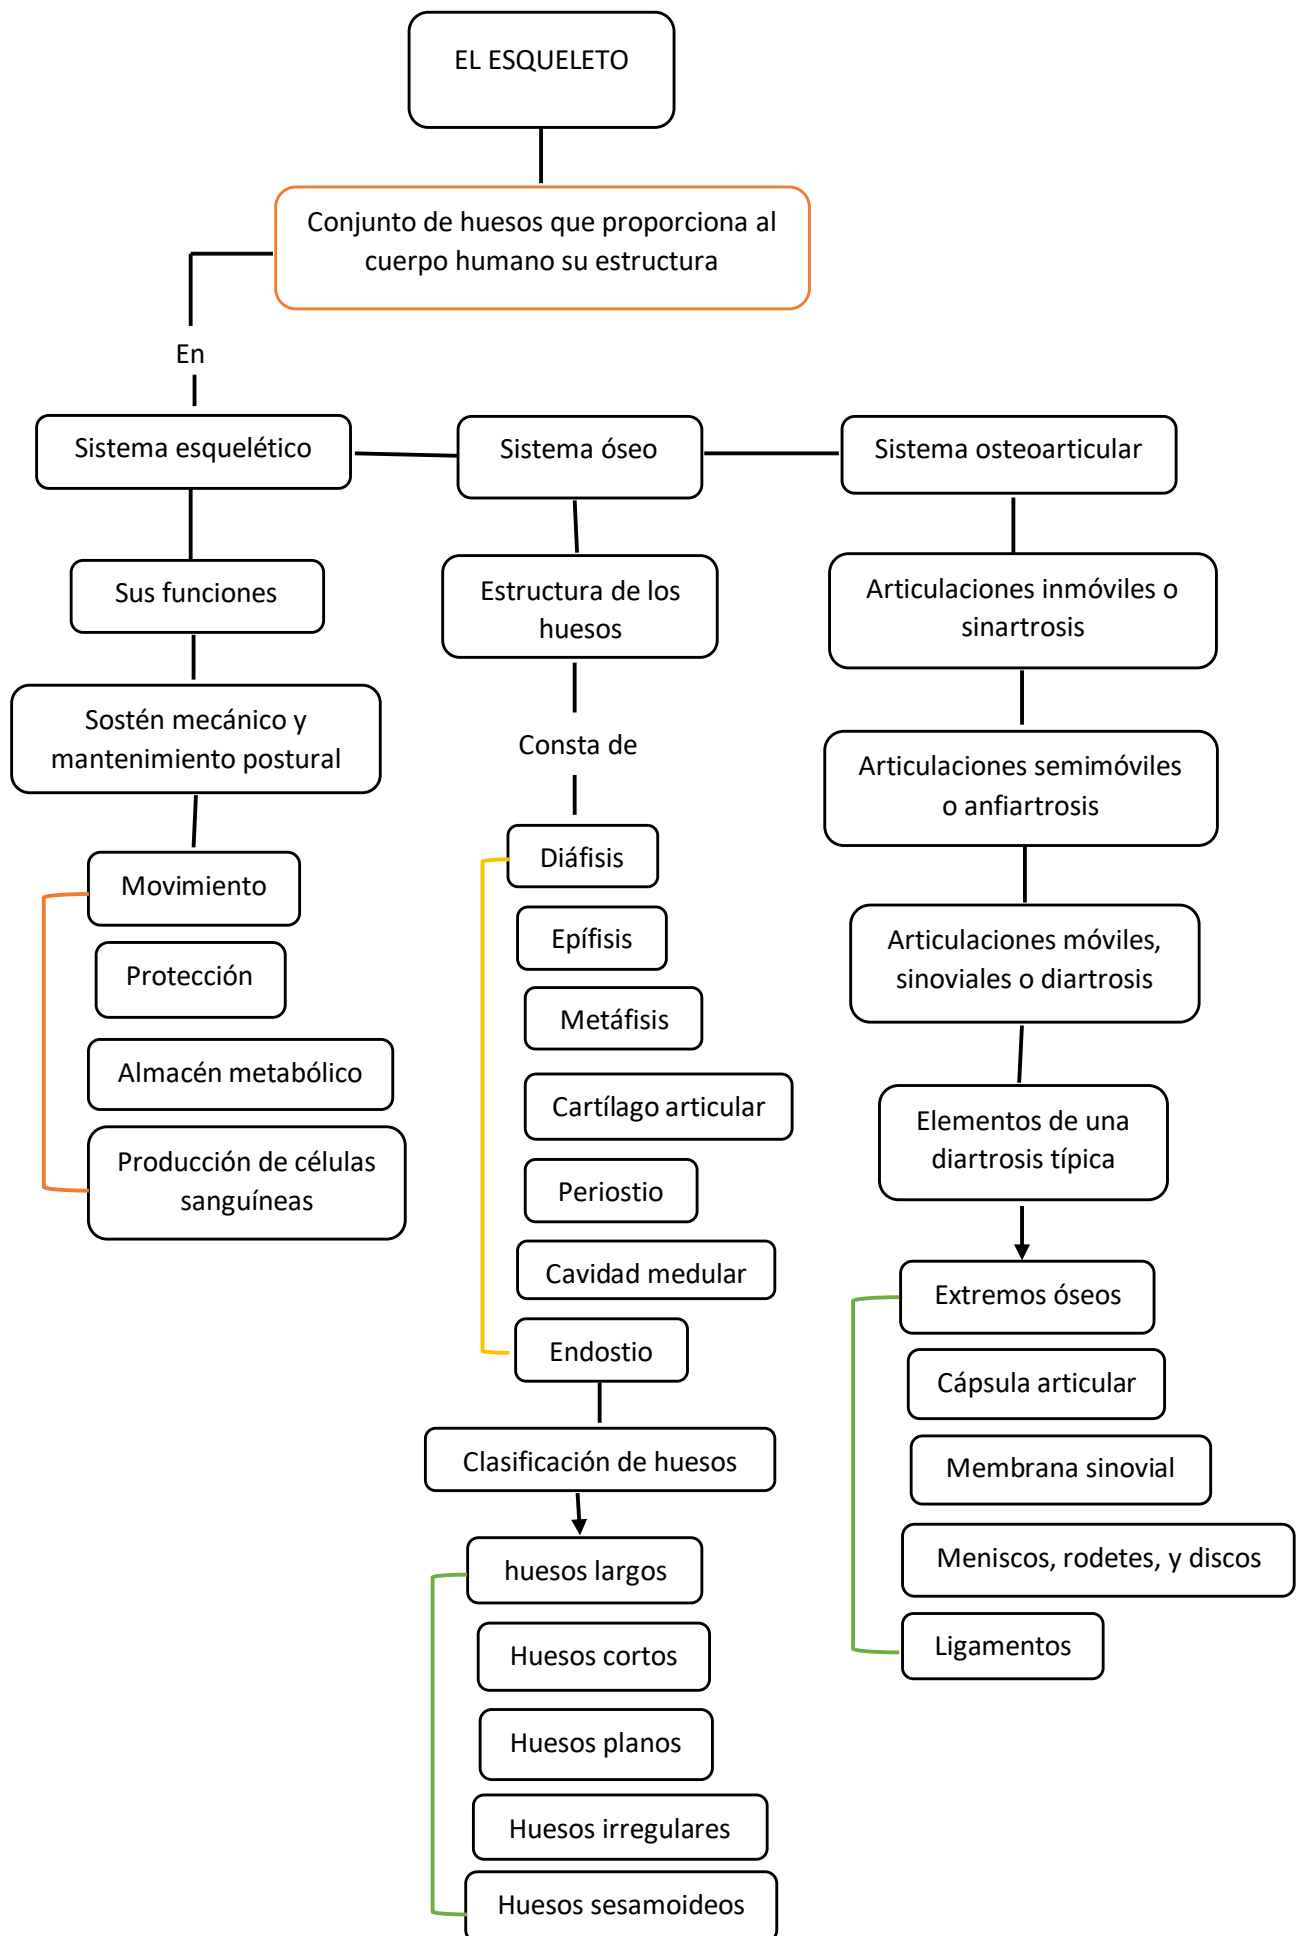 EL ESQUELETO
Conjunto de huesos que proporciona al
cuerpo humano su estructura
En
Sistema esquelético
Sus funciones
Sostén mecánico y
mantenimiento postural
Movimiento
Protección
Almacén metabólico
Producción de células
sanguíneas
Sistema óseo
Estructura de los
huesos
Consta de
Diáfisis
Epífisis
Metáfisis
Cartílago articular
Periostio
Cavidad medular
Endostio
Clasificación de huesos
huesos largos
Huesos cortos
Huesos planos
Huesos irregulares
Huesos sesamoideos
Sistema osteoarticular
Articulaciones inmóviles o
sinartrosis
Articulaciones semimóviles
o anfiartrosis
Articulaciones móviles,
sinoviales o diartrosis
Elementos de una
diartrosis típica
Extremos óseos
Cápsula articular
Membrana sinovial
Meniscos, rodetes, y discos
Ligamentos